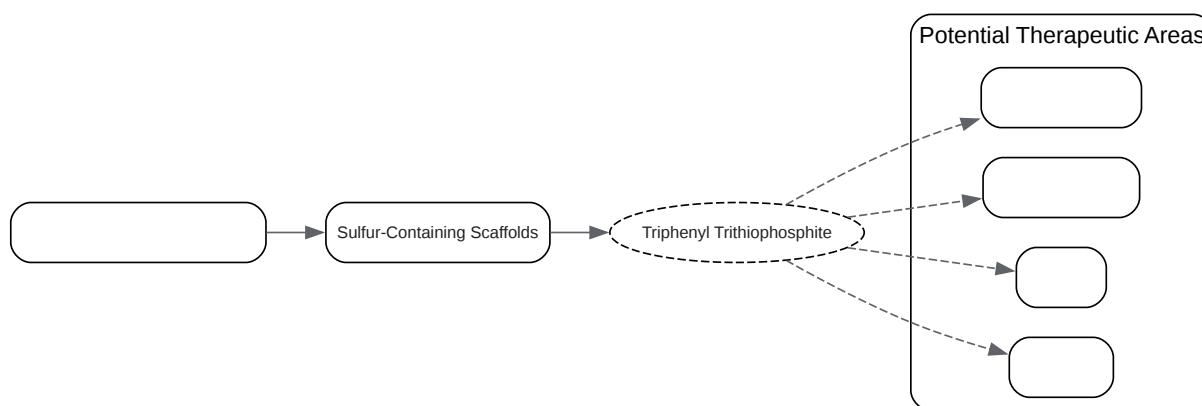 Potential Therapeutic Areas
Sulfur-Containing Scaffolds
Triphenyl Trithiophosphite